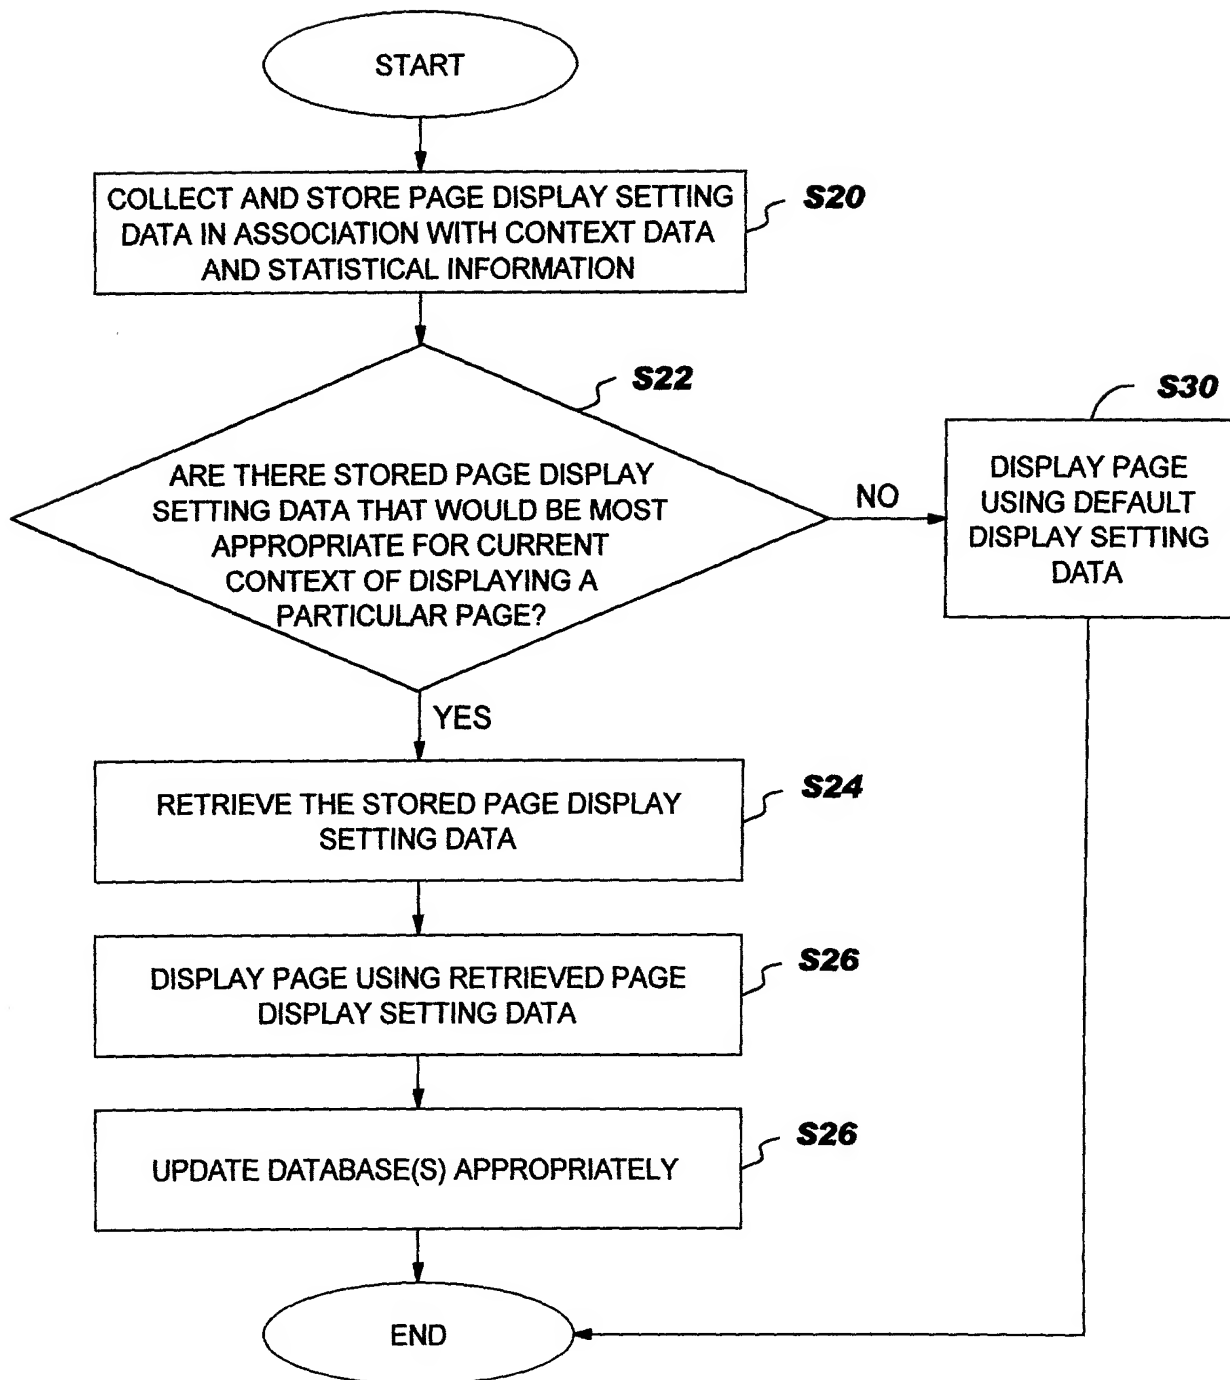 START
COLLECT AND STORE PAGE DISPLAY SETTING
DATA IN ASSOCIATION WITH CONTEXT DATA
AND STATISTICAL INFORMATION
S20
S22
ARE THERE STORED PAGE DISPLAY
SETTING DATA THAT WOULD BE MOST
APPROPRIATE FOR CURRENT
CONTEXT OF DISPLAYING A
PARTICULAR PAGE?
NO
S30
DISPLAY PAGE
USING DEFAULT
DISPLAY SETTING
DATA
YES
RETRIEVE THE STORED PAGE DISPLAY
SETTING DATA
S24
DISPLAY PAGE USING RETRIEVED PAGE
DISPLAY SETTING DATA
S26
UPDATE DATABASE(S) APPROPRIATELY
S26
END